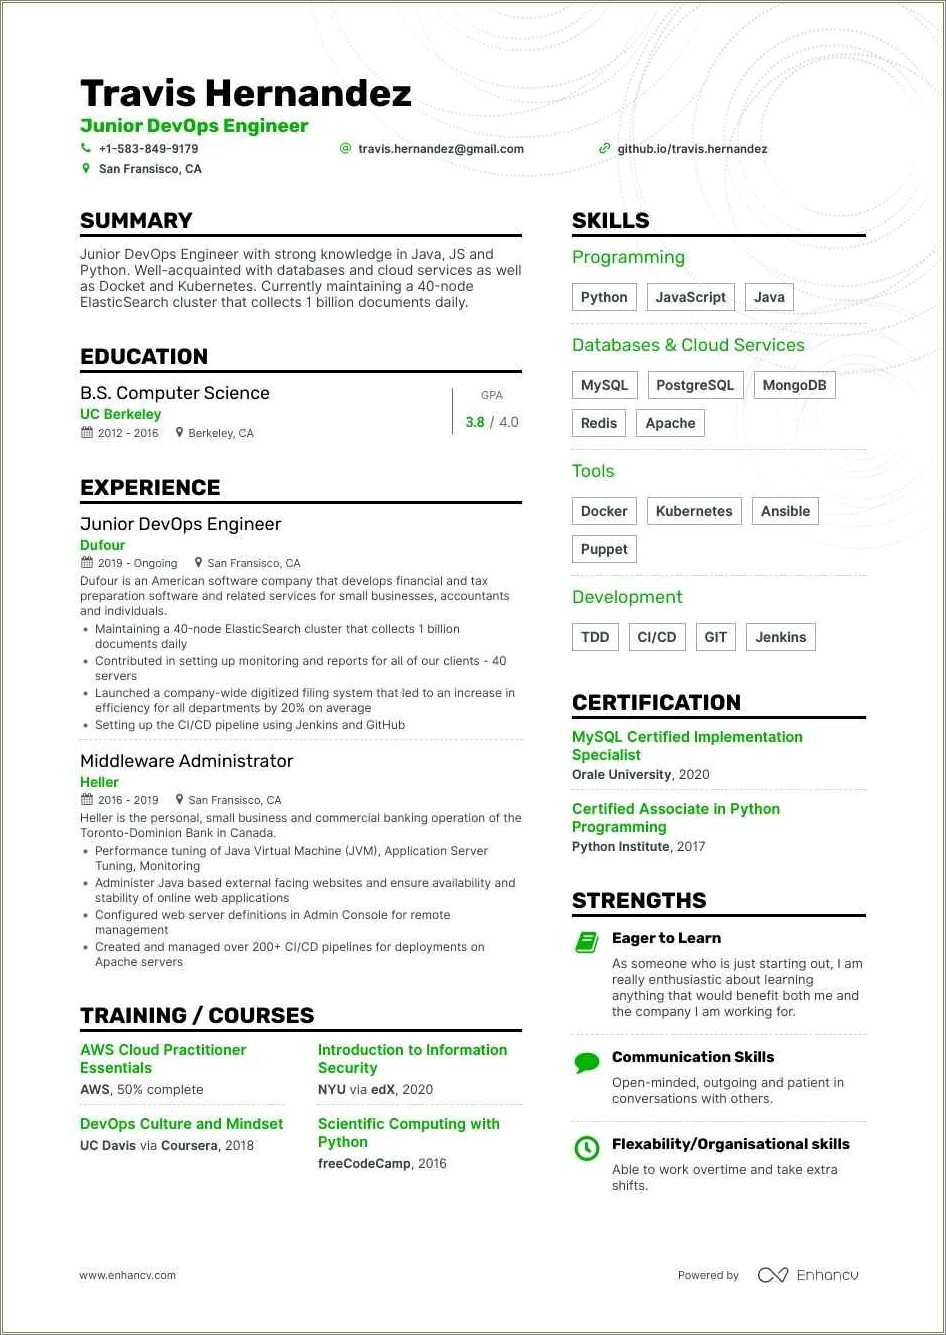 Travis Hernandez
Junior DevOps Engineer
+1-583-849-9179
travis.hernandez@gmail.com
github.io/travis.hernandez
San Fransisco, CA
SUMMARY
Junior DevOps Engineer with strong knowledge in Java, JS and
Python. Well-acquainted with databases and cloud services as well
as Docket and Kubernetes. Currently maintaining a 40-node
ElasticSearch cluster that collects 1 billion documents daily.
EDUCATION
B.S. Computer Science
UC Berkeley
2012 - 2016 Berkeley, CA
GPA
3.8 / 4.0
EXPERIENCE
Junior DevOps Engineer
Dufour
2019 - Ongoing San Fransisco, CA
Dufour is an American software company that develops financial and tax
preparation software and related services for small businesses, accountants
and individuals.
• Maintaining a 40-node ElasticSearch cluster that collects 1 billion
documents daily
• Contributed in setting up monitoring and reports for all of our clients - 40
servers
• Launched a company-wide digitized filing system that led to an increase in
efficiency for all departments by 20% on average
• Setting up the CI/CD pipeline using Jenkins and GitHub
Middleware Administrator
Heller
2016 - 2019 San Fransisco, CA
Heller is the personal, small business and commercial banking operation of the
Toronto-Dominion Bank in Canada.
• Performance tuning of Java Virtual Machine (JVM), Application Server
Tuning, Monitoring
• Administer Java based external facing websites and ensure availability and
stability of online web applications
• Configured web server definitions in Admin Console for remote
management
• Created and managed over 200+ CI/CD pipelines for deployments on
Apache servers
TRAINING / COURSES
AWS Cloud Practitioner
Essentials
AWS, 50% complete
Introduction to Information
Security
NYU via edX, 2020
DevOps Culture and Mindset
UC Davis via Coursera, 2018
Scientific Computing with
Python
freeCodeCamp, 2016
SKILLS
Programming
Python JavaScript Java
Databases & Cloud Services
MySQL PostgreSQL MongoDB
Redis Apache
Tools
Docker Kubernetes Ansible
Puppet
Development
TDD CI/CD GIT Jenkins
CERTIFICATION
MySQL Certified Implementation
Specialist
Orale University, 2020
Certified Associate in Python
Programming
Python Institute, 2017
STRENGTHS
Eager to Learn
As someone who is just starting out, I am
really enthusiastic about learning
anything that would benefit both me and
the company I am working for.
Communication Skills
Open-minded, outgoing and patient in
conversations with others.
Flexability/Organisational skills
Able to work overtime and take extra
shifts.
www.enhancv.com
Powered by Enhancv